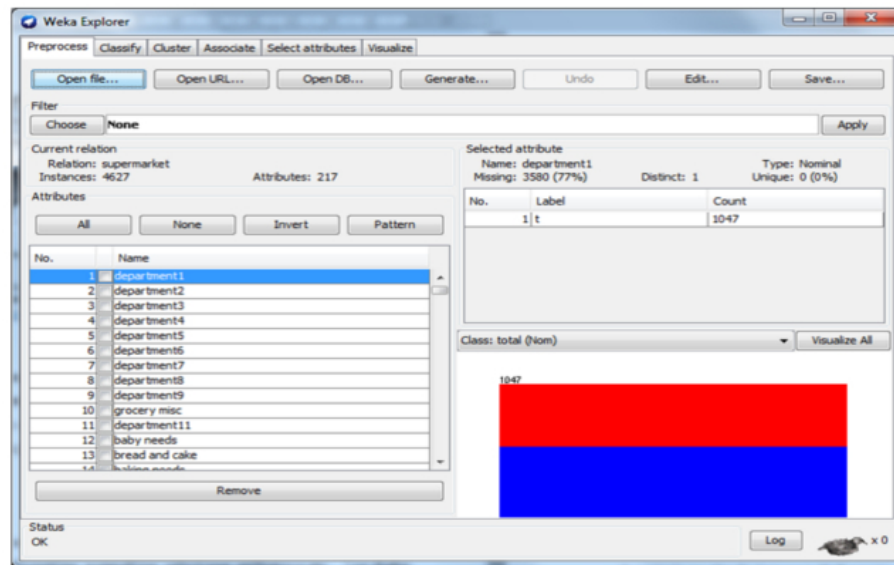 Weka Explorer
Preprocess Classify Cluster Associate Select attributes Visualize
Open file... Open URL... Open DB... Generate... Undo Edit... Save...
Filter
Choose None Apply
Current relation
Relation: supermarket
Instances: 4627 Attributes: 217
Attributes
All None Invert Pattern
No. Name
1 department1
2 department2
3 department3
4 department4
5 department5
6 department6
7 department7
8 department8
9 department9
10 grocery misc
11 department11
12 baby needs
13 bread and cake
14 baking needs
Remove
Selected attribute
Name: department1 Type: Nominal
Missing: 3580 (77%) Distinct: 1 Unique: 0 (0%)
No. Label Count
1 t 1047
Class: total (Nom) Visualize All
1047
Status
OK
Log x 0